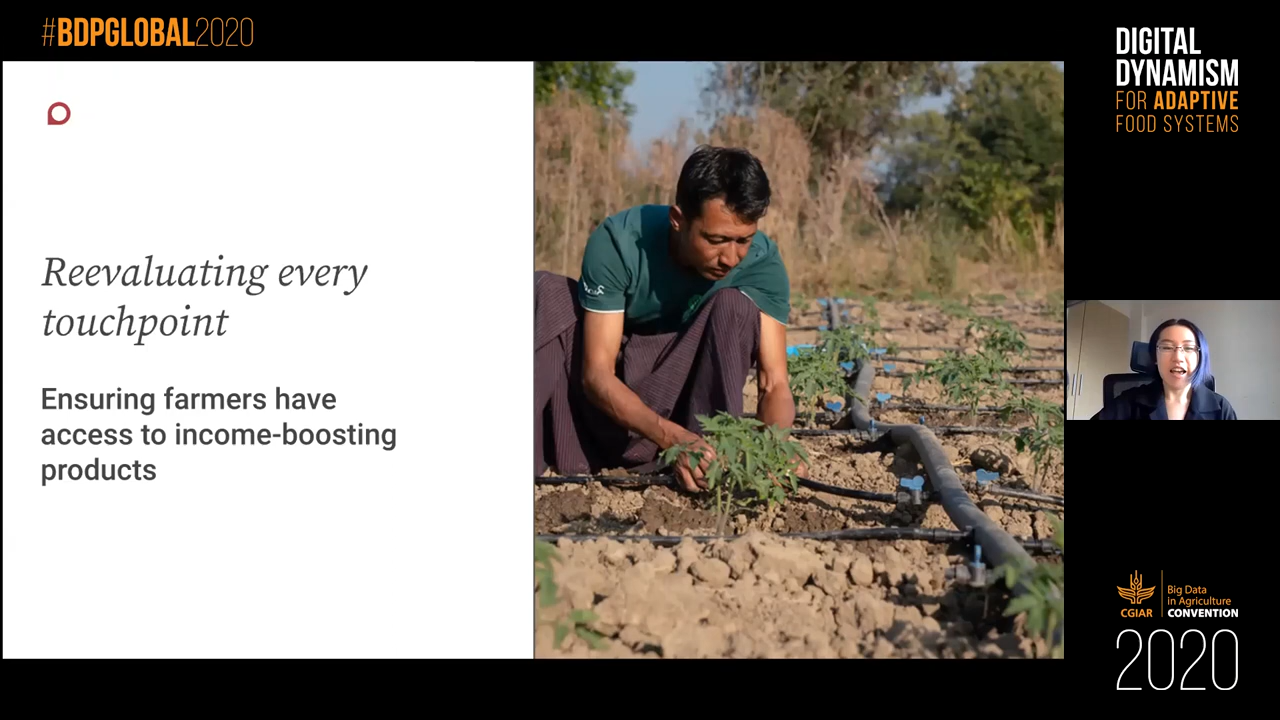 #BDPGLOBAL2020
DIGITAL
DYNAMISM
FOR ADAPTIVE
FOOD SYSTEMS
Reevaluating every
touchpoint
Ensuring farmers have
access to income-boosting
products
CGIAR
Big Data
in Agriculture
CONVENTION
2020